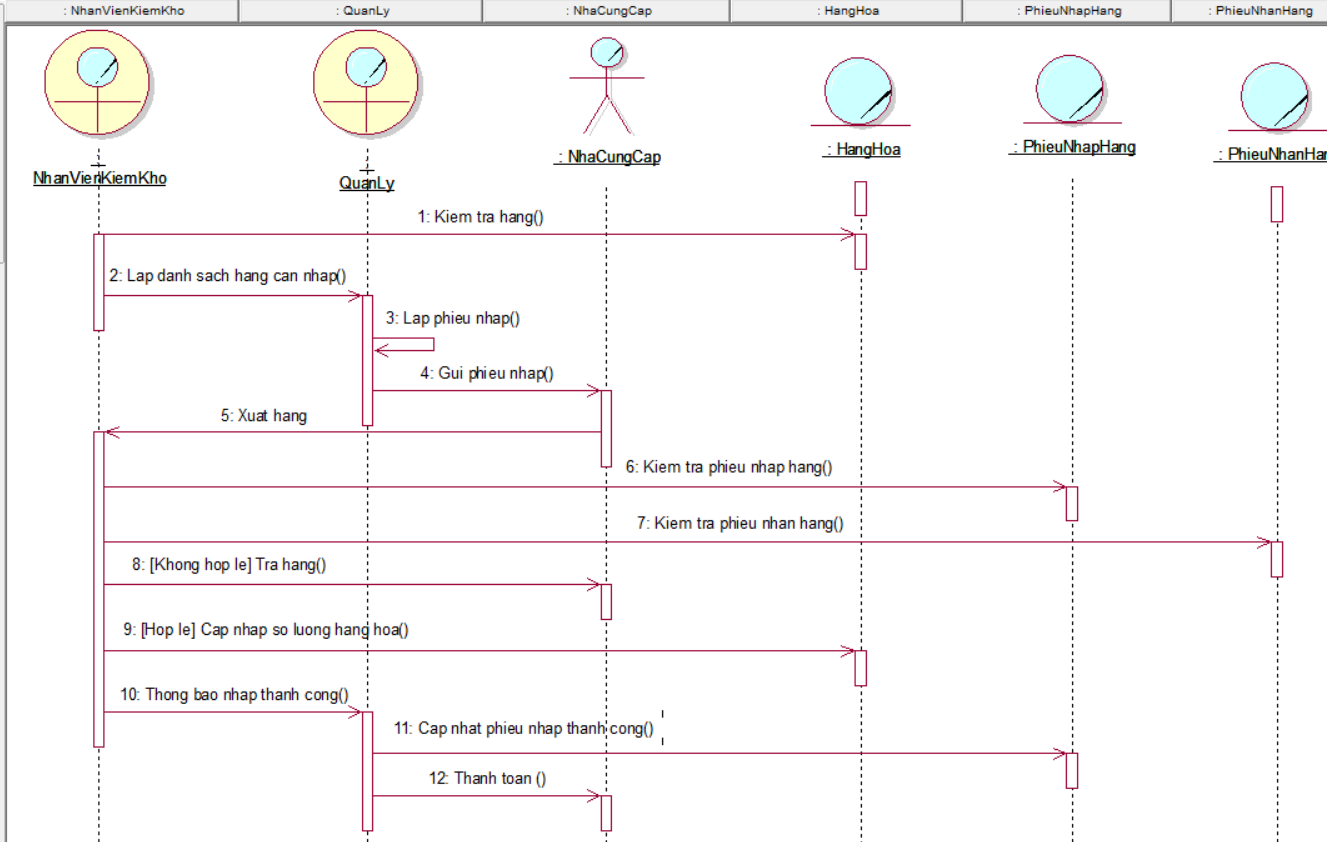 : NhanVienKiemKho
: QuanLy
: NhaCungCap
: HangHoa
: PhieuNhapHang
: PhieuNhanHang
NhanVienKiemKho
QuanLy
: NhaCungCap
: HangHoa
: PhieuNhapHang
: PhieuNhanHar
1: Kiem tra hang()
2: Lap danh sach hang can nhap()
3: Lap phieu nhap()
4: Gui phieu nhap()
5: Xuat hang
6: Kiem tra phieu nhap hang()
7: Kiem tra phieu nhan hang()
8: [Khong hop le] Tra hang()
9: [Hop le] Cap nhap so luong hang hoa()
10: Thong bao nhap thanh cong()
11: Cap nhat phieu nhap thanh cong()
12: Thanh toan ()